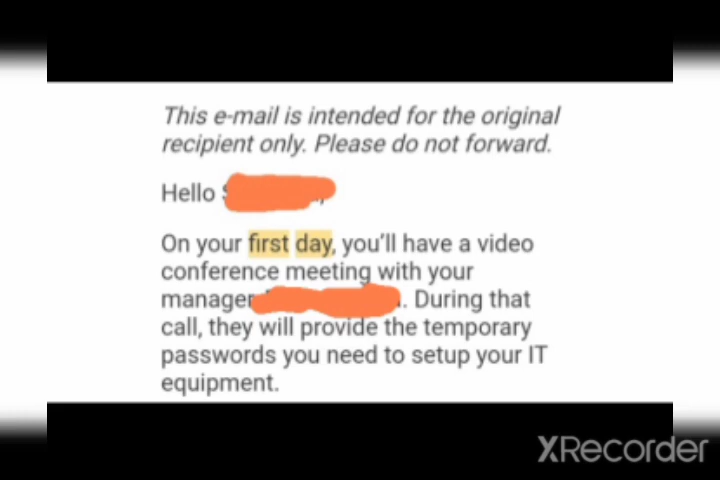 This e-mail is intended for the original
recipient only. Please do not forward.
Hello
On your first day, you'll have a video
conference meeting with your
manager . During that
call, they will provide the temporary
passwords you need to setup your IT
equipment.
XRecorder